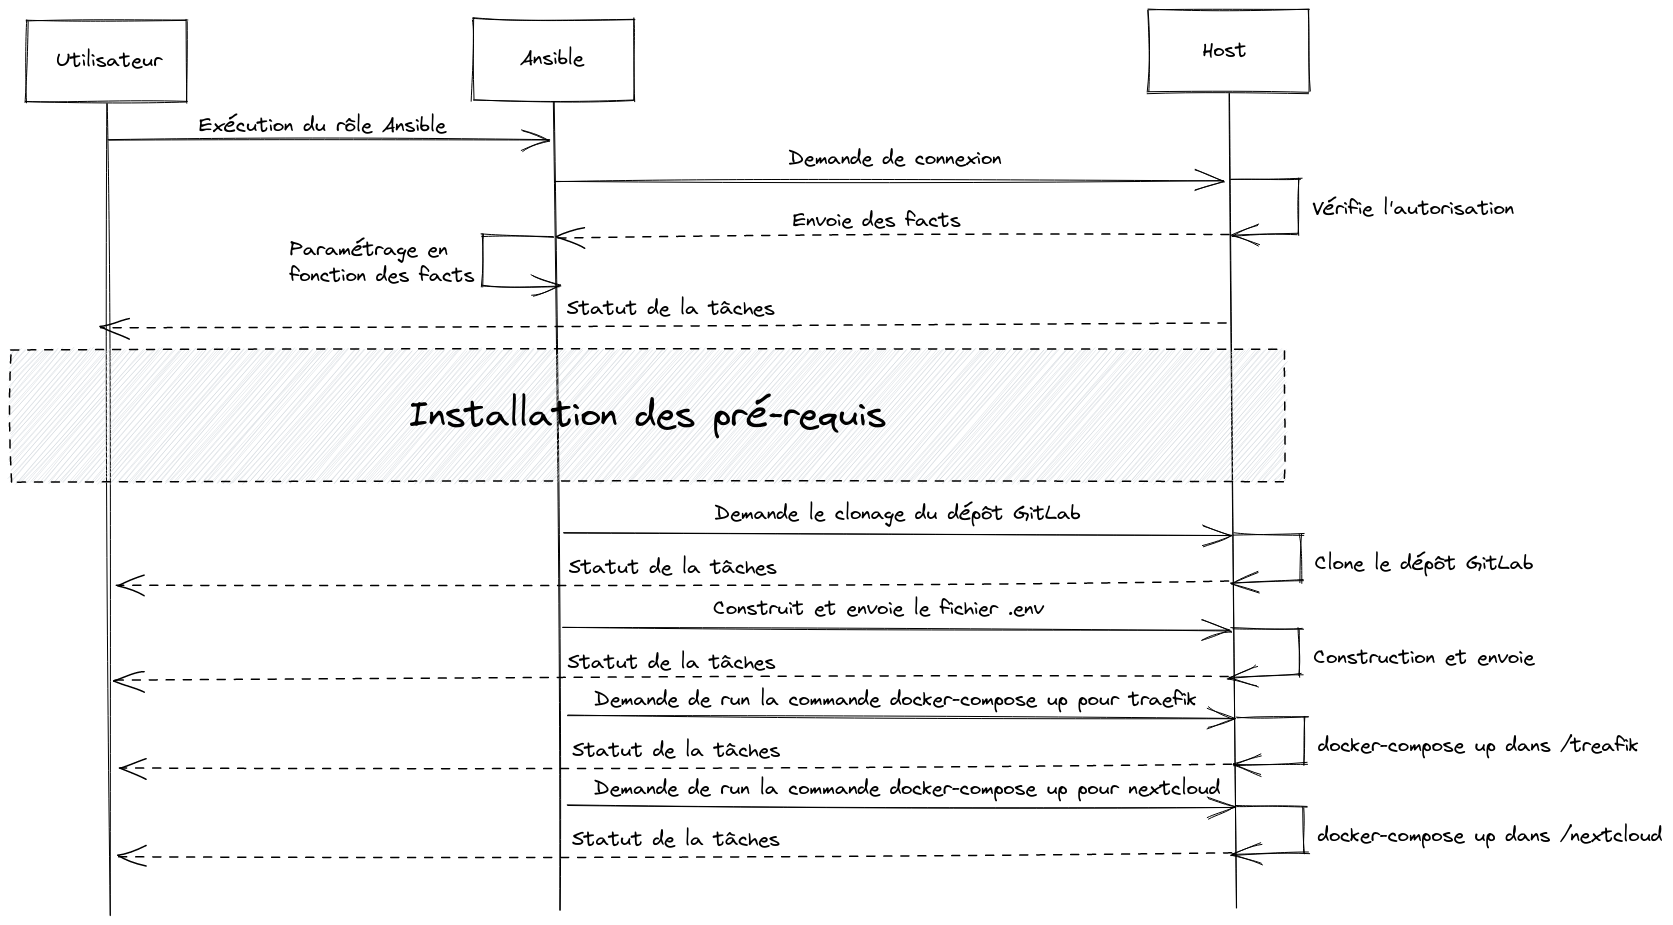 Utilisateur
Ansible
Host
Exécution du rôle Ansible
Demande de connexion
Vérifie l'autorisation
Envoie des facts
Paramétrage en
fonction des facts
Statut de la tâches
Installation des pré-requis
Demande le clonage du dépôt GitLab
Clone le dépôt GitLab
Statut de la tâches
Construit et envoie le fichier .env
Construction et envoie
Statut de la tâches
Demande de run la commande docker-compose up pour traefik
docker-compose up dans /treafik
Statut de la tâches
Demande de run la commande docker-compose up pour nextcloud
docker-compose up dans /nextcloud
Statut de la tâches